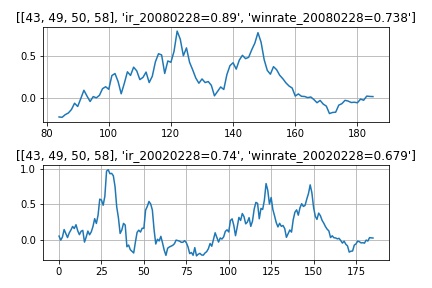 [[43, 49, 50, 58], 'ir_20080228=0.89', 'winrate_20080228=0.738']
0.5
0.0
80 100 120 140 160 180
[[43, 49, 50, 58], 'ir_20020228=0.74', 'winrate_20020228=0.679']
1.0
0.5
0.0
0 25 50 75 100 125 150 175